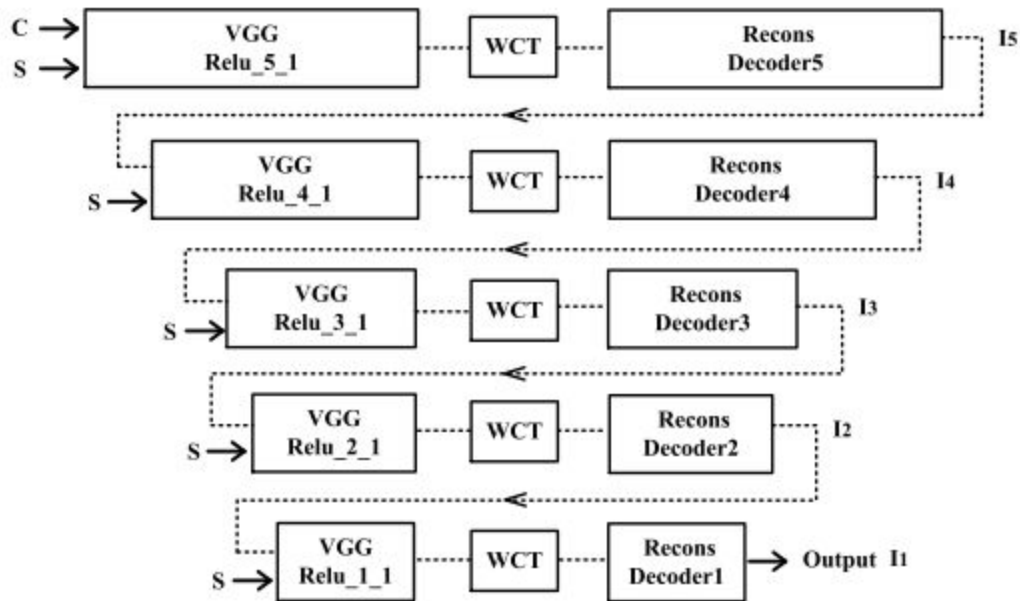 C
S
VGG
Relu_5_1
WCT
Recons
Decoder5
I5
S
VGG
Relu_4_1
WCT
Recons
Decoder4
I4
S
VGG
Relu_3_1
WCT
Recons
Decoder3
I3
S
VGG
Relu_2_1
WCT
Recons
Decoder2
I2
S
VGG
Relu_1_1
WCT
Recons
Decoder1
Output I1